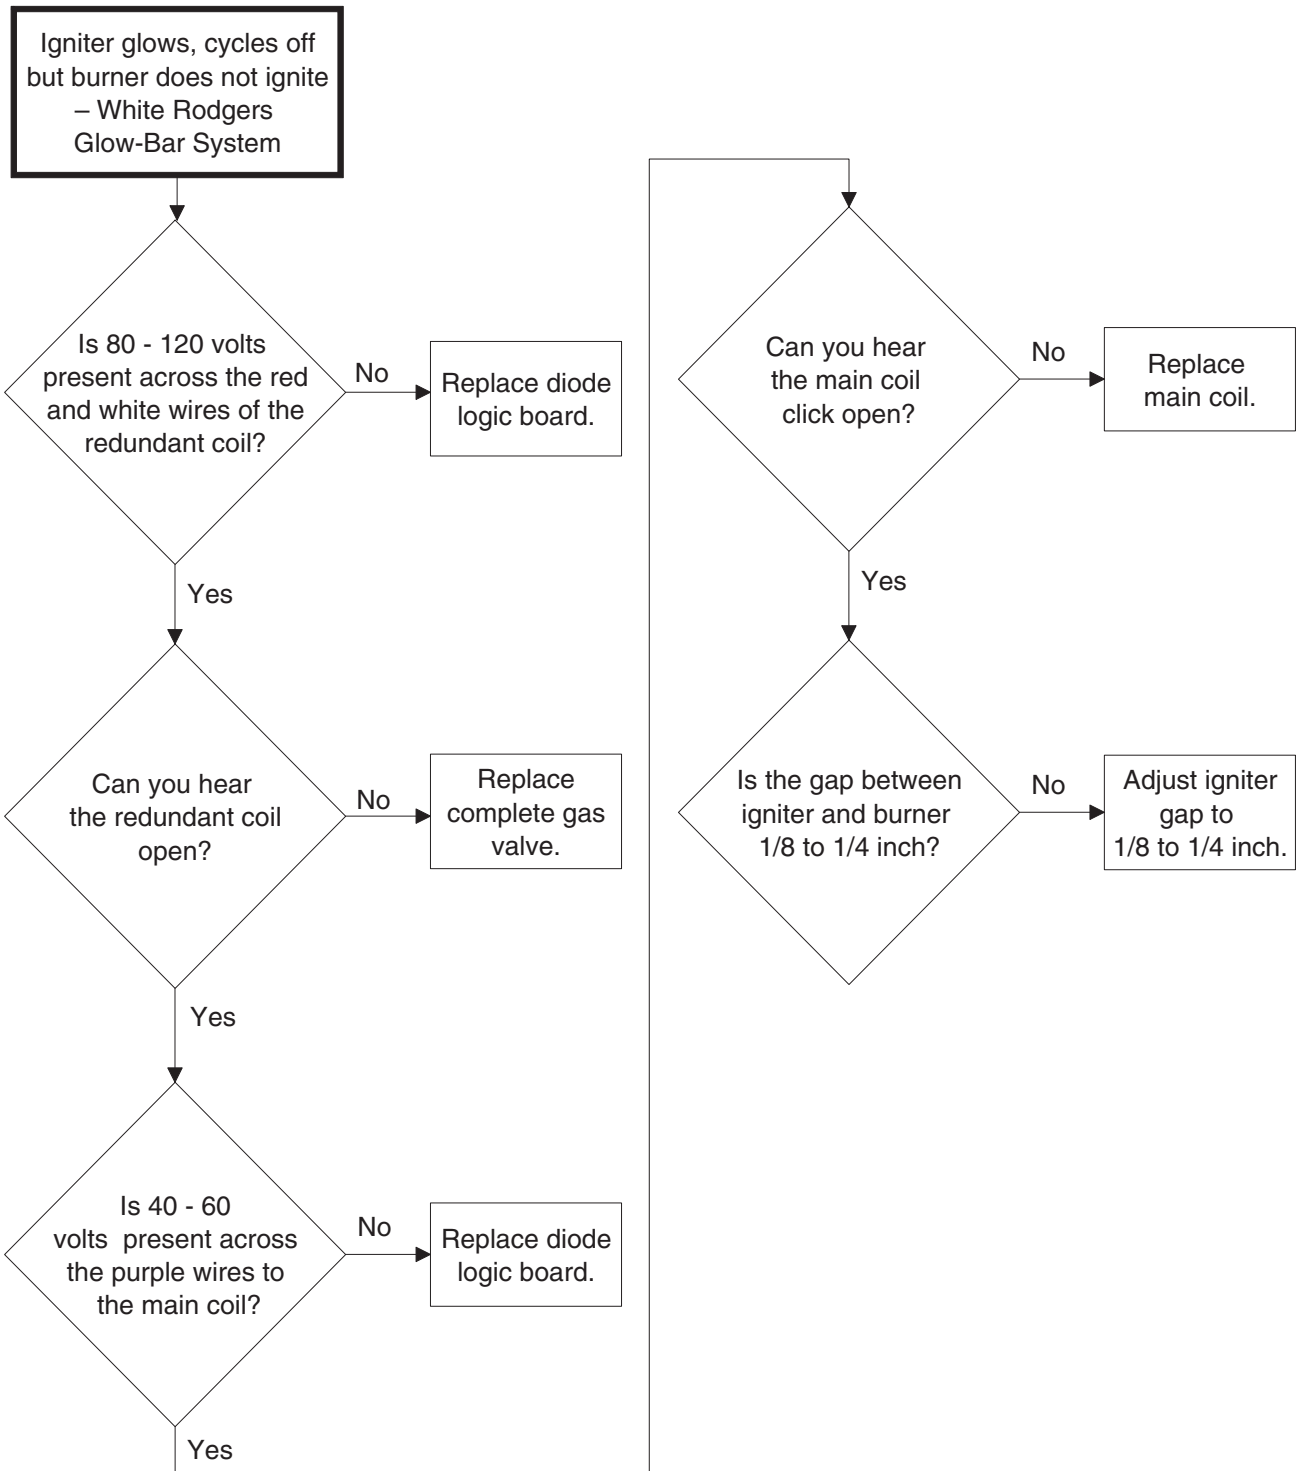 Igniter glows, cycles off
but burner does not ignite
– White Rodgers
Glow-Bar System
Is 80 - 120 volts
present across the red
and white wires of the
redundant coil?
No
Replace diode
logic board.
Yes
Can you hear
the redundant coil
open?
No
Replace
complete gas
valve.
Yes
Is 40 - 60
volts  present across
the purple wires to
the main coil?
No
Replace diode
logic board.
Yes
Can you hear
the main coil
click open?
No
Replace
main coil.
Yes
Is the gap between
igniter and burner
1/8 to 1/4 inch?
No
Adjust igniter
gap to
1/8 to 1/4 inch.